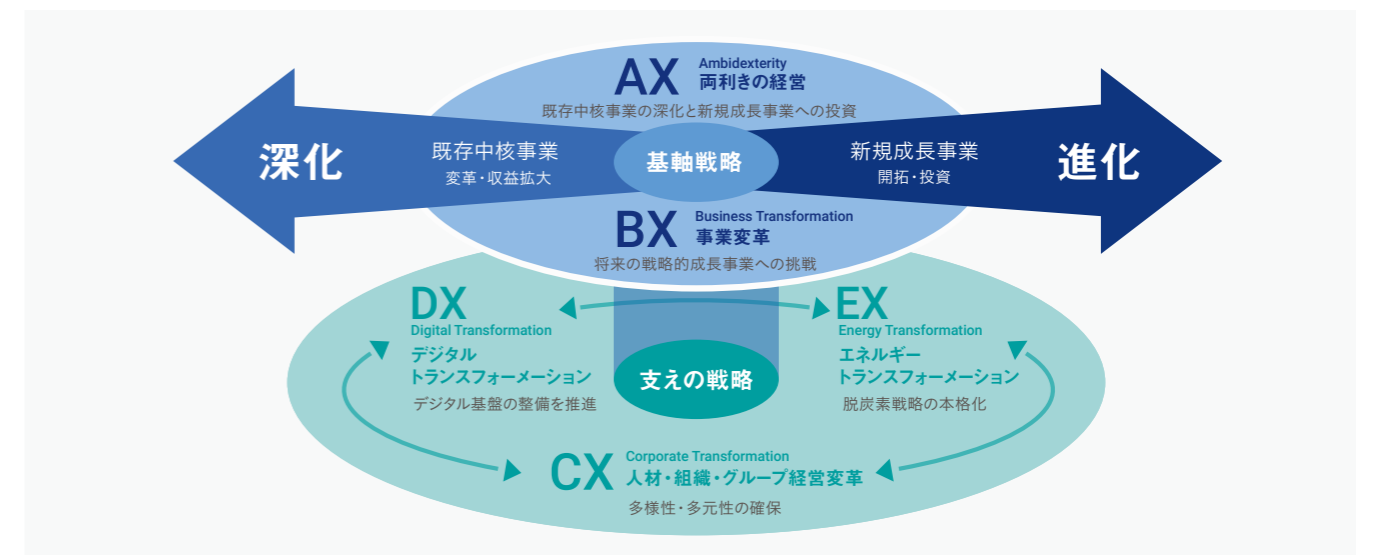 AX
Ambidexterity
両利きの経営
既存中核事業の深化と新規成長事業への投資
深化
既存中核事業
変革・収益拡大
基軸戦略
新規成長事業
開拓・投資
進化
BX
Business Transformation
事業変革
将来の戦略的成長事業への挑戦
DX
Digital Transformation
デジタル
トランスフォーメーション
デジタル基盤の整備を推進
支えの戦略
EX
Energy Transformation
エネルギー
トランスフォーメーション
脱炭素戦略の本格化
CX
Corporate Transformation
人材・組織・グループ経営変革
多様性・多元性の確保